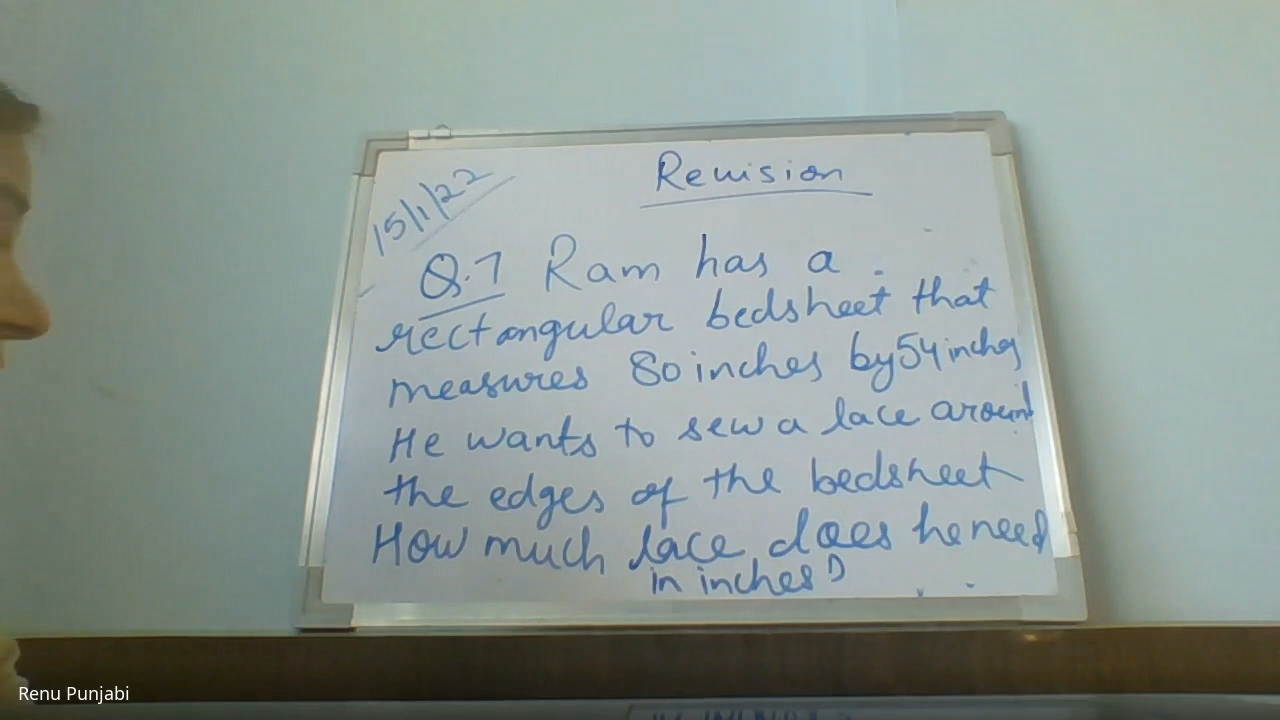 15/1/22
Revision
Q.7 Ram has a
rectangular bedsheet that
measures 80 inches by 54 inches
He wants to sew a lace around
the edges of the bedsheet
How much lace does he need
in inches?
Renu Punjabi